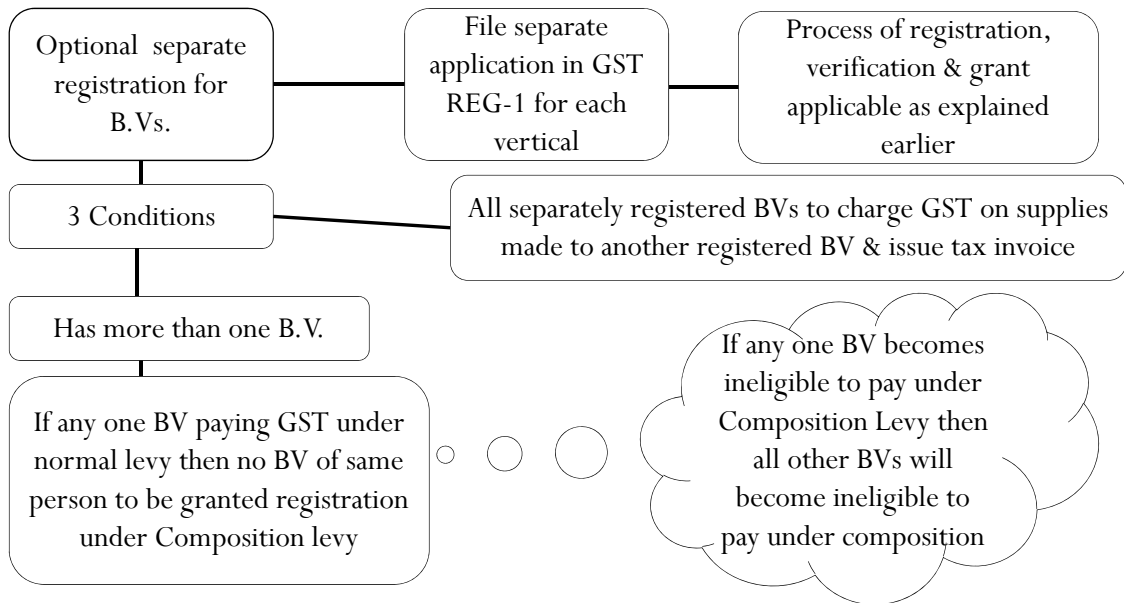 Optional separate
registration for
B.Vs.
File separate
application in GST
REG-1 for each
vertical
Process of registration,
verification & grant
applicable as explained
earlier
3 Conditions
All separately registered BVs to charge GST on supplies
made to another registered BV & issue tax invoice
Has more than one B.V.
If any one BV paying GST under
normal levy then no BV of same
person to be granted registration
under Composition levy
If any one BV becomes
ineligible to pay under
Composition Levy then
all other BVs will
become ineligible to
pay under composition